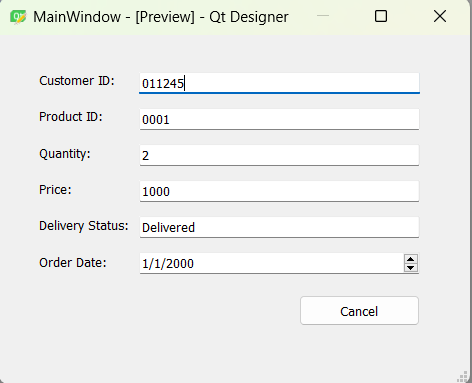 MainWindow - [Preview] - Qt Designer
Customer ID: 011245
Product ID: 0001
Quantity: 2
Price: 1000
Delivery Status: Delivered
Order Date: 1/1/2000
Cancel